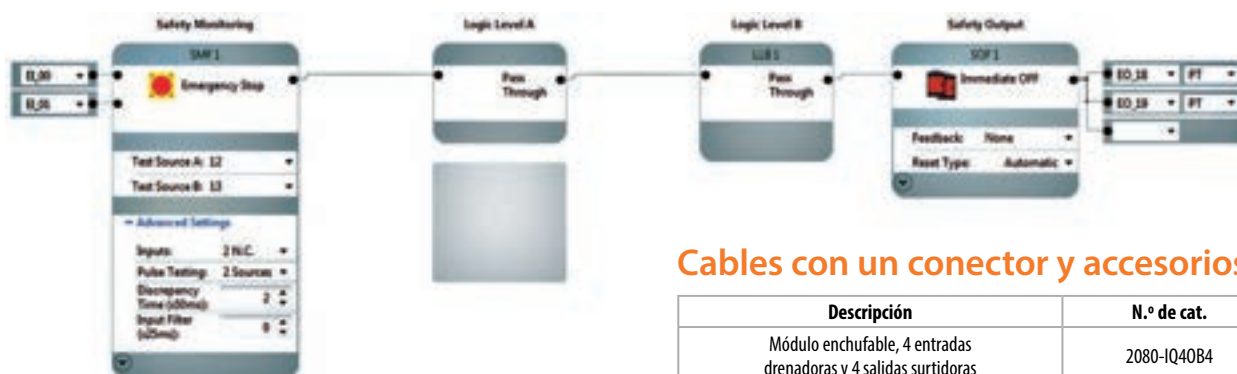 Safety Monitoring
Logic Level A
Logic Level B
Safety Output
SMF 1
LLB 1
SOF 1
EI_00
Emergency Stop
Pass
Through
Pass
Through
Immediate OFF
EO_18 PT
EO_19 PT
Feedback: None
Reset Type: Automatic
Test Source A: 12
Test Source B: 13
Advanced Settings
Inputs: 2 N.C.
Pulse Testing: 2 Sources
Discrepancy 2
Time (x50ms):
Input Filter 0
(x25ms):
Cables con un conector y accesorios
Descripción N.º de cat.
Módulo enchufable, 4 entradas 2080-IQ4OB4
drenadoras y 4 salidas surtidoras